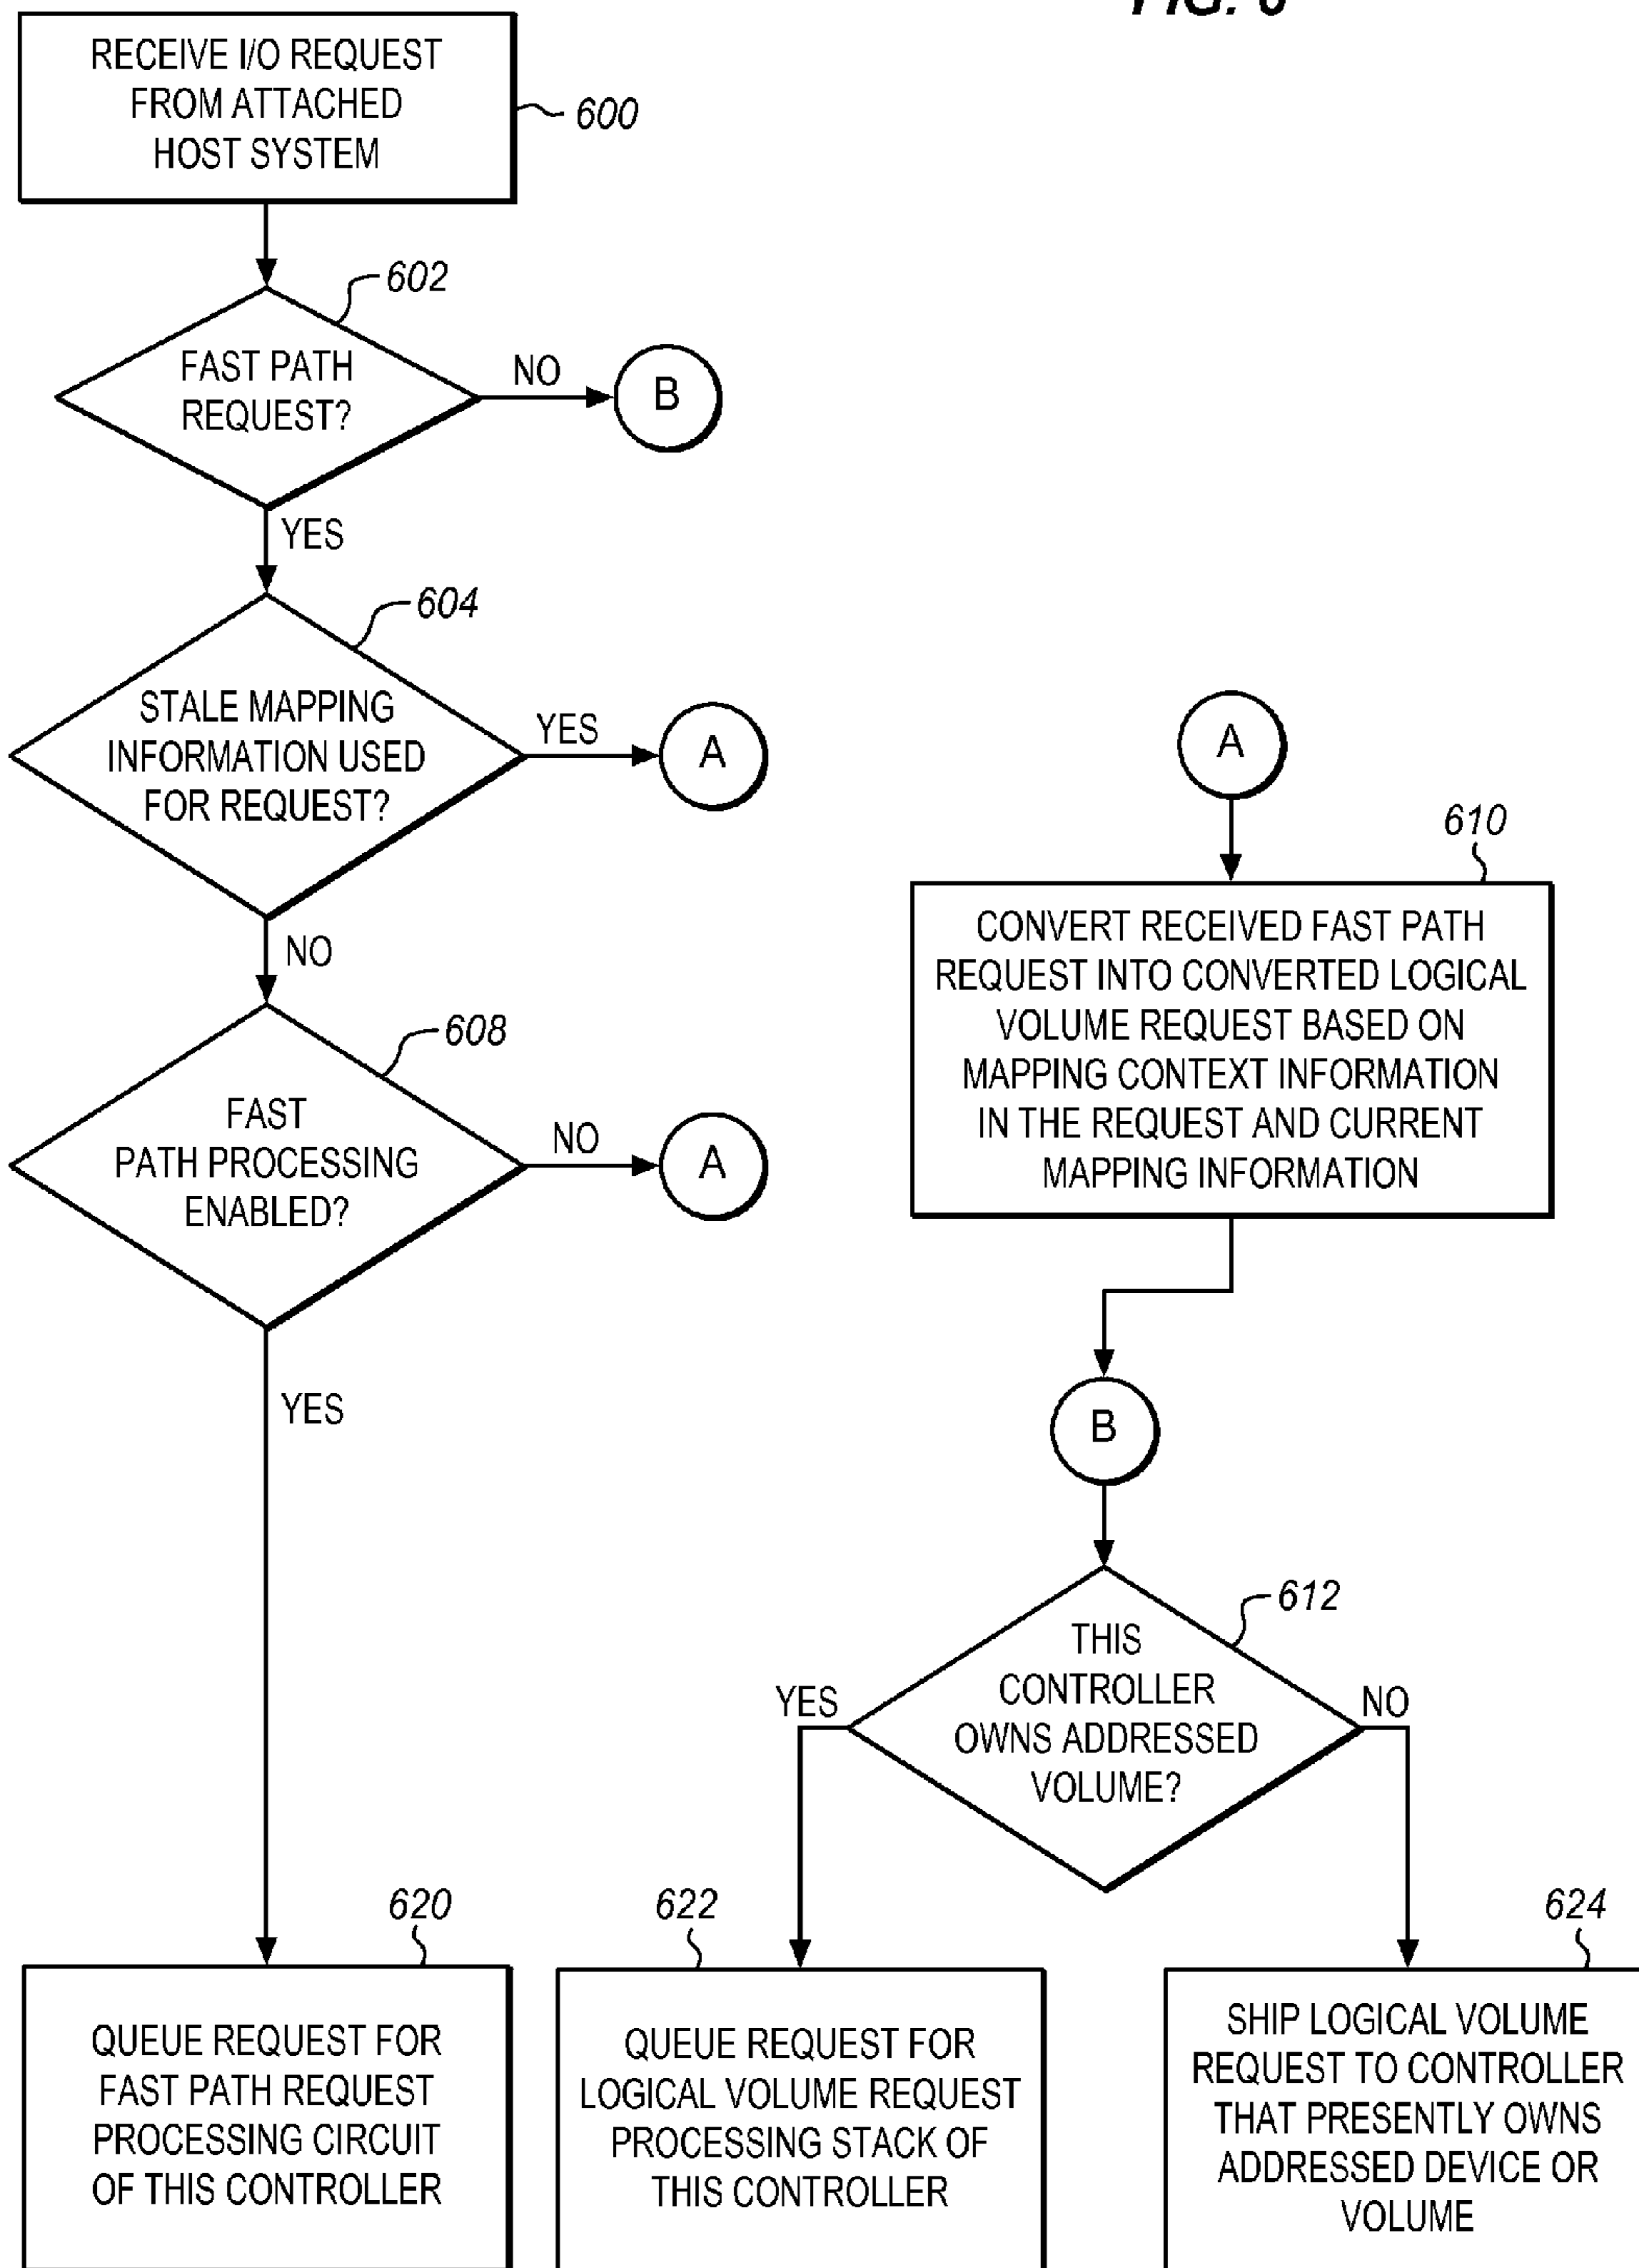 RECEIVE I/O REQUEST
FROM ATTACHED
HOST SYSTEM
600
602
FAST PATH
REQUEST?
NO
B
YES
604
STALE MAPPING
INFORMATION USED
FOR REQUEST?
YES
A
NO
608
FAST
PATH PROCESSING
ENABLED?
NO
A
YES
620
QUEUE REQUEST FOR
FAST PATH REQUEST
PROCESSING CIRCUIT
OF THIS CONTROLLER
A
610
CONVERT RECEIVED FAST PATH
REQUEST INTO CONVERTED LOGICAL
VOLUME REQUEST BASED ON
MAPPING CONTEXT INFORMATION
IN THE REQUEST AND CURRENT
MAPPING INFORMATION
B
612
THIS
CONTROLLER
OWNS ADDRESSED
VOLUME?
YES
NO
622
QUEUE REQUEST FOR
LOGICAL VOLUME REQUEST
PROCESSING STACK OF
THIS CONTROLLER
624
SHIP LOGICAL VOLUME
REQUEST TO CONTROLLER
THAT PRESENTLY OWNS
ADDRESSED DEVICE OR
VOLUME